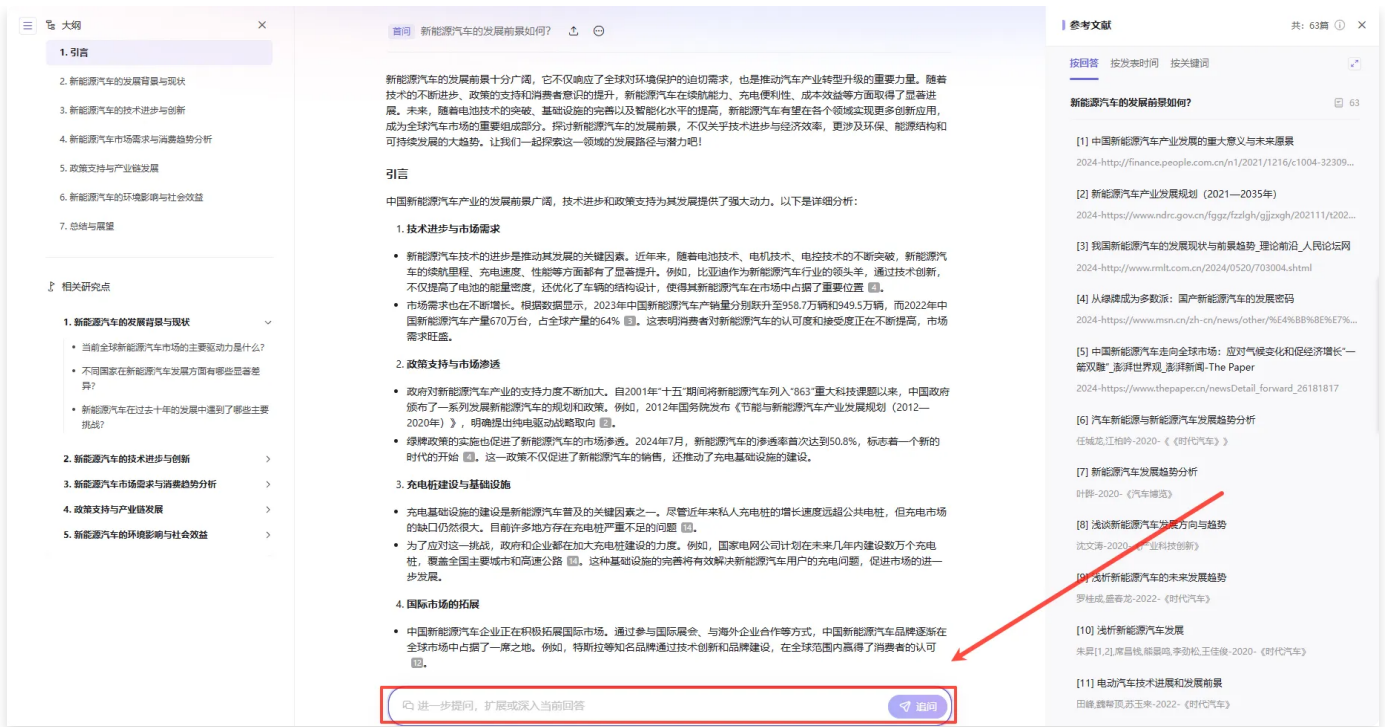 大纲
1. 引言
2. 新能源汽车的发展背景与现状
3. 新能源汽车的技术进步与创新
4. 新能源汽车市场需求与消费趋势分析
5. 政策支持与产业链发展
6. 新能源汽车的环境影响与社会效益
7. 总结与展望
相关研究点
1. 新能源汽车的发展背景与现状
• 当前全球新能源汽车市场的主要驱动力是什么?
• 不同国家在新能源汽车发展方面有哪些显著差
异?
• 新能源汽车在过去十年的发展中遇到了哪些主要
挑战?
2. 新能源汽车的技术进步与创新
3. 新能源汽车市场需求与消费趋势分析
4. 政策支持与产业链发展
5. 新能源汽车的环境影响与社会效益
首问 新能源汽车的发展前景如何?
新能源汽车的发展前景十分广阔，它不仅响应了全球对环境保护的迫切需求，也是推动汽车产业转型升级的重要力量。随着
技术的不断进步、政策的支持和消费者意识的提升，新能源汽车在续航能力、充电便利性、成本效益等方面取得了显著进
展。未来，随着电池技术的突破、基础设施的完善以及智能化水平的提高，新能源汽车有望在各个领域实现更多创新应用，
成为全球汽车市场的重要组成部分。探讨新能源汽车的发展前景，不仅关乎技术进步与经济效率，更涉及环保、能源结构和
可持续发展的大趋势。让我们一起探索这一领域的发展路径与潜力吧！
引言
中国新能源汽车产业的发展前景广阔，技术进步和政策支持为其发展提供了强大动力。以下是详细分析：
1. 技术进步与市场需求
• 新能源汽车技术的进步是推动其发展的关键因素。近年来，随着电池技术、电机技术、电控技术的不断突破，新能源汽
车的续航里程、充电速度、性能等方面都有了显著提升。例如，比亚迪作为新能源汽车行业的领头羊，通过技术创新，
不仅提高了电池的能量密度，还优化了车辆的结构设计，使得其新能源汽车在市场中占据了重要位置 4。
• 市场需求也在不断增长。根据数据显示，2023年中国新能源汽车产销量分别跃升至958.7万辆和949.5万辆，而2022年中
国新能源汽车产量670万台，占全球产量的64% 3。这表明消费者对新能源汽车的认可度和接受度正在不断提高，市场
需求旺盛。
2. 政策支持与市场渗透
• 政府对新能源汽车产业的支持力度不断加大。自2001年“十五”期间将新能源汽车列入“863”重大科技课题以来，中国政府
颁布了一系列发展新能源汽车的规划和政策。例如，2012年国务院发布《节能与新能源汽车产业发展规划（2012—
2020年）》，明确提出纯电驱动战略取向 2。
• 绿牌政策的实施也促进了新能源汽车的市场渗透。2024年7月，新能源汽车的渗透率首次达到50.8%，标志着一个新的
时代的开始 4。这一政策不仅促进了新能源汽车的销售，还推动了充电基础设施的建设。
3. 充电桩建设与基础设施
• 充电基础设施的建设是新能源汽车普及的关键因素之一。尽管近年来私人充电桩的增长速度远超公共电桩，但充电市场
的缺口仍然很大。目前许多地方存在充电桩严重不足的问题 14。
• 为了应对这一挑战，政府和企业都在加大充电桩建设的力度。例如，国家电网公司计划在未来几年内建设数万个充电
桩，覆盖全国主要城市和高速公路 14。这种基础设施的完善将有效解决新能源汽车用户的充电问题，促进市场的进一
步发展。
4. 国际市场的拓展
• 中国新能源汽车企业正在积极拓展国际市场。通过参与国际展会、与海外企业合作等方式，中国新能源汽车品牌逐渐在
全球市场中占据了一席之地。例如，特斯拉等知名品牌通过技术创新和品牌建设，在全球范围内赢得了消费者的认可
12。
进一步提问，扩展或深入当前回答
追问
参考文献
共：63篇
按回答 按发表时间 按关键词
新能源汽车的发展前景如何?
63
[1] 中国新能源汽车产业发展的重大意义与未来愿景
2024-http://finance.people.com.cn/n1/2021/1216/c1004-32309...
[2] 新能源汽车产业发展规划（2021—2035年）
2024-https://www.ndrc.gov.cn/fggz/fzzlgh/gjjzxgh/202111/t202...
[3] 我国新能源汽车的发展现状与前景趋势_理论前沿_人民论坛网
2024-http://www.rmlt.com.cn/2024/0520/703004.shtml
[4] 从绿牌成为多数派：国产新能源汽车的发展密码
2024-https://www.msn.cn/zh-cn/news/other/%E4%BB%8E%E7%...
[5] 中国新能源汽车走向全球市场：应对气候变化和促经济增长“一
箭双雕”_澎湃世界观_澎湃新闻-The Paper
2024-https://www.thepaper.cn/newsDetail_forward_26181817
[6] 汽车新能源与新能源汽车发展趋势分析
任城龙,江柏吟-2020-《《时代汽车》》
[7] 新能源汽车发展趋势分析
叶晔-2020-《汽车博览》
[8] 浅谈新能源汽车发展方向与趋势
沈文涛-2020-《产业科技创新》
[9] 浅析新能源汽车的未来发展趋势
罗桂成,盛春龙-2022-《时代汽车》
[10] 浅析新能源汽车发展
朱昇[1,2],席昌钱,熊景鸣,李劲松,王佳俊-2020-《时代汽车》
[11] 电动汽车技术进展和发展前景
田峰,魏帮顶,苏玉来-2022-《时代汽车》